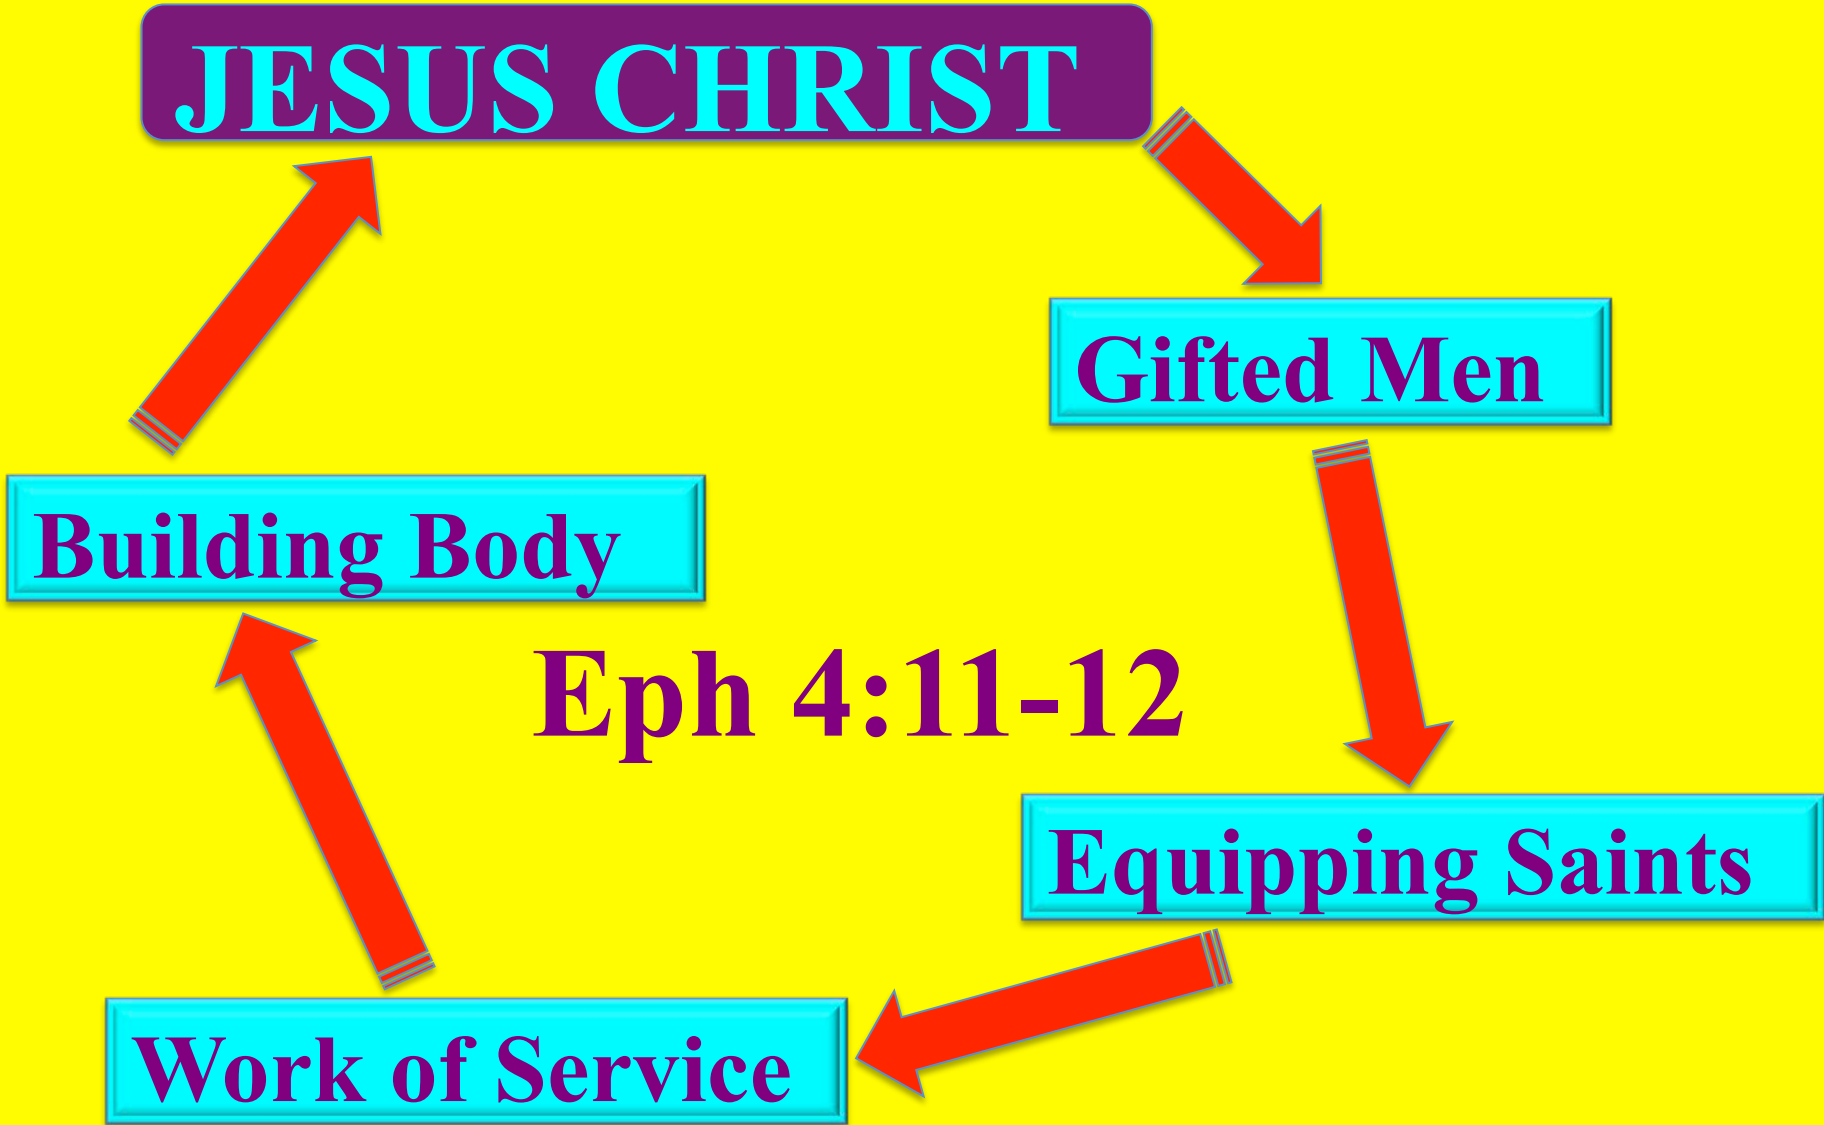 JESUS CHRIST
Gifted Men
Building Body
Eph 4:11-12
Equipping Saints
Work of Service